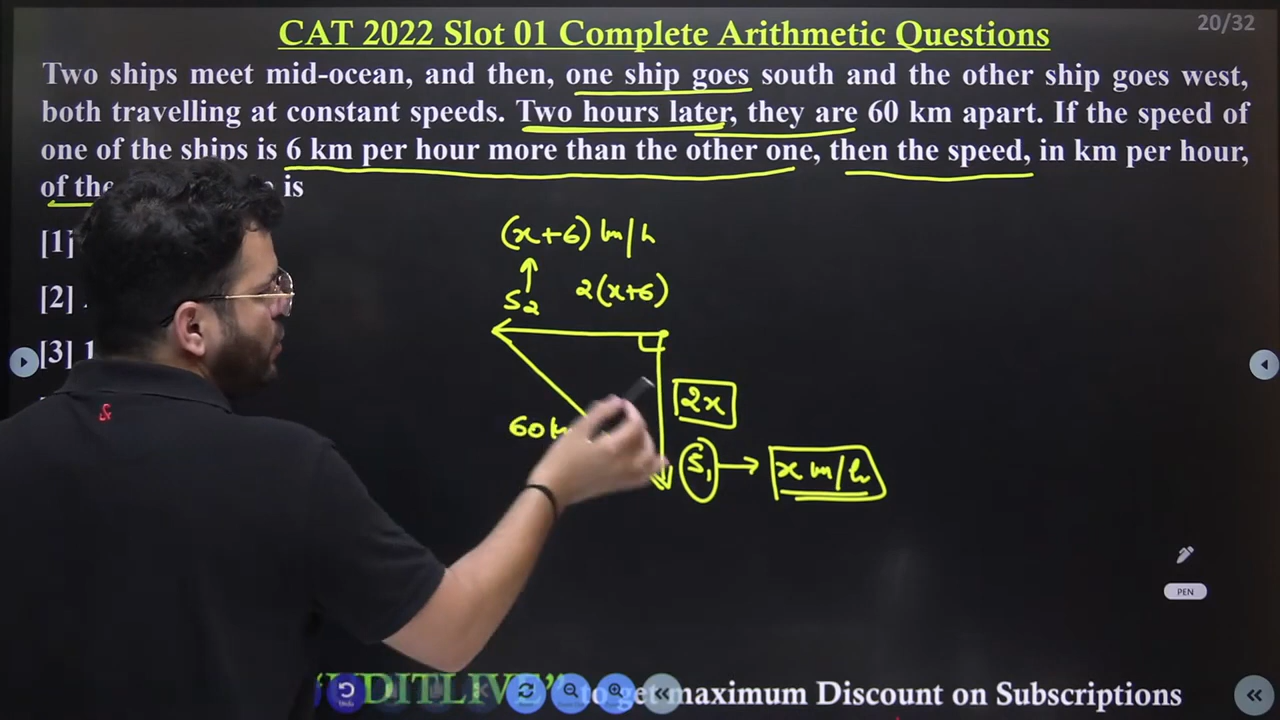 20/32
CAT 2022 Slot 01 Complete Arithmetic Questions
Two ships meet mid-ocean, and then, one ship goes south and the other ship goes west,
both travelling at constant speeds. Two hours later, they are 60 km apart. If the speed of
one of the ships is 6 km per hour more than the other one, then the speed, in km per hour,
of the is
[1]
[2]
[3] 1
(x+6) km/h
S2 2(x+6)
2x
60
S1 x km/h
PEN
to get maximum Discount on Subscriptions